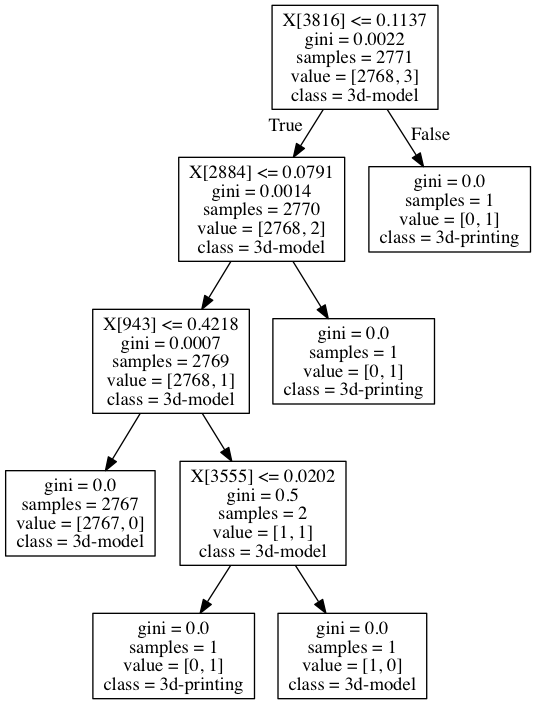 X[3816] <= 0.1137
gini = 0.0022
samples = 2771
value = [2768, 3]
class = 3d-model
True
False
X[2884] <= 0.0791
gini = 0.0014
samples = 2770
value = [2768, 2]
class = 3d-model
gini = 0.0
samples = 1
value = [0, 1]
class = 3d-printing
X[943] <= 0.4218
gini = 0.0007
samples = 2769
value = [2768, 1]
class = 3d-model
gini = 0.0
samples = 1
value = [0, 1]
class = 3d-printing
gini = 0.0
samples = 2767
value = [2767, 0]
class = 3d-model
X[3555] <= 0.0202
gini = 0.5
samples = 2
value = [1, 1]
class = 3d-model
gini = 0.0
samples = 1
value = [0, 1]
class = 3d-printing
gini = 0.0
samples = 1
value = [1, 0]
class = 3d-model